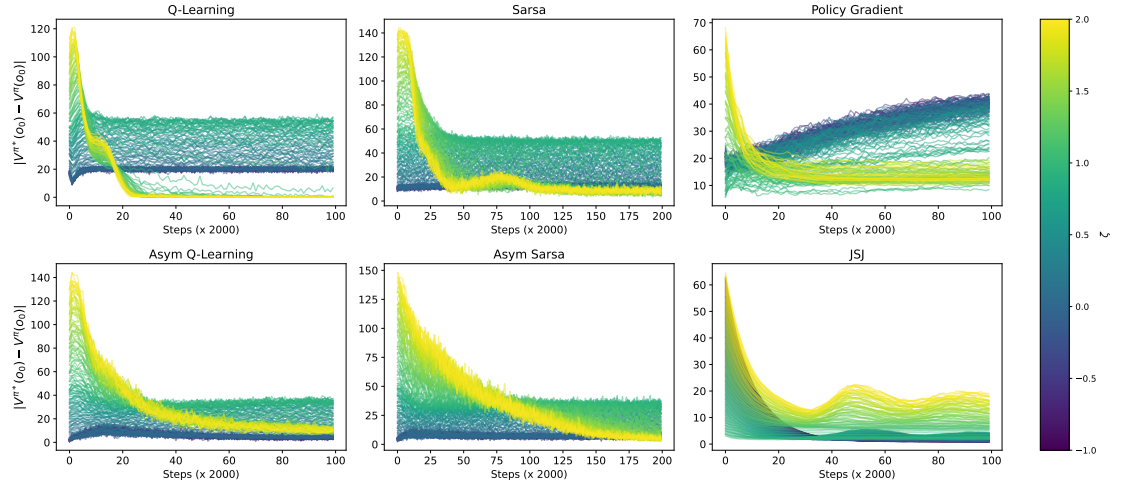 Q-Learning
Sarsa
Policy Gradient
|V^{π*}(o_0) − V^π(o_0)|
120
100
80
60
40
20
0
0 20 40 60 80 100
Steps (x 2000)
140
120
100
80
60
40
20
0
0 25 50 75 100 125 150 175 200
Steps (x 2000)
70
60
50
40
30
20
10
0 20 40 60 80 100
Steps (x 2000)
Asym Q-Learning
Asym Sarsa
JSJ
|V^{π*}(o_0) − V^π(o_0)|
140
120
100
80
60
40
20
0
0 20 40 60 80 100
Steps (x 2000)
150
125
100
75
50
25
0
0 25 50 75 100 125 150 175 200
Steps (x 2000)
60
50
40
30
20
10
0
0 20 40 60 80 100
Steps (x 2000)
2.0
1.5
1.0
0.5
0.0
−0.5
−1.0
ζ